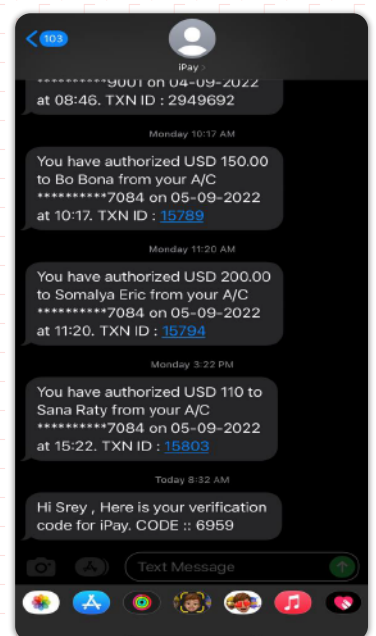 103
iPay
**********9001 on 04-09-2022
at 08:46. TXN ID : 2949692
Monday 10:17 AM
You have authorized USD 150.00
to Bo Bona from your A/C
**********7084 on 05-09-2022
at 10:17. TXN ID : 15789
Monday 11:20 AM
You have authorized USD 200.00
to Somalya Eric from your A/C
**********7084 on 05-09-2022
at 11:20. TXN ID : 15794
Monday 3:22 PM
You have authorized USD 110 to
Sana Raty from your A/C
**********7084 on 05-09-2022
at 15:22. TXN ID : 15803
Today 8:32 AM
Hi Srey , Here is your verification
code for iPay. CODE :: 6959
Text Message